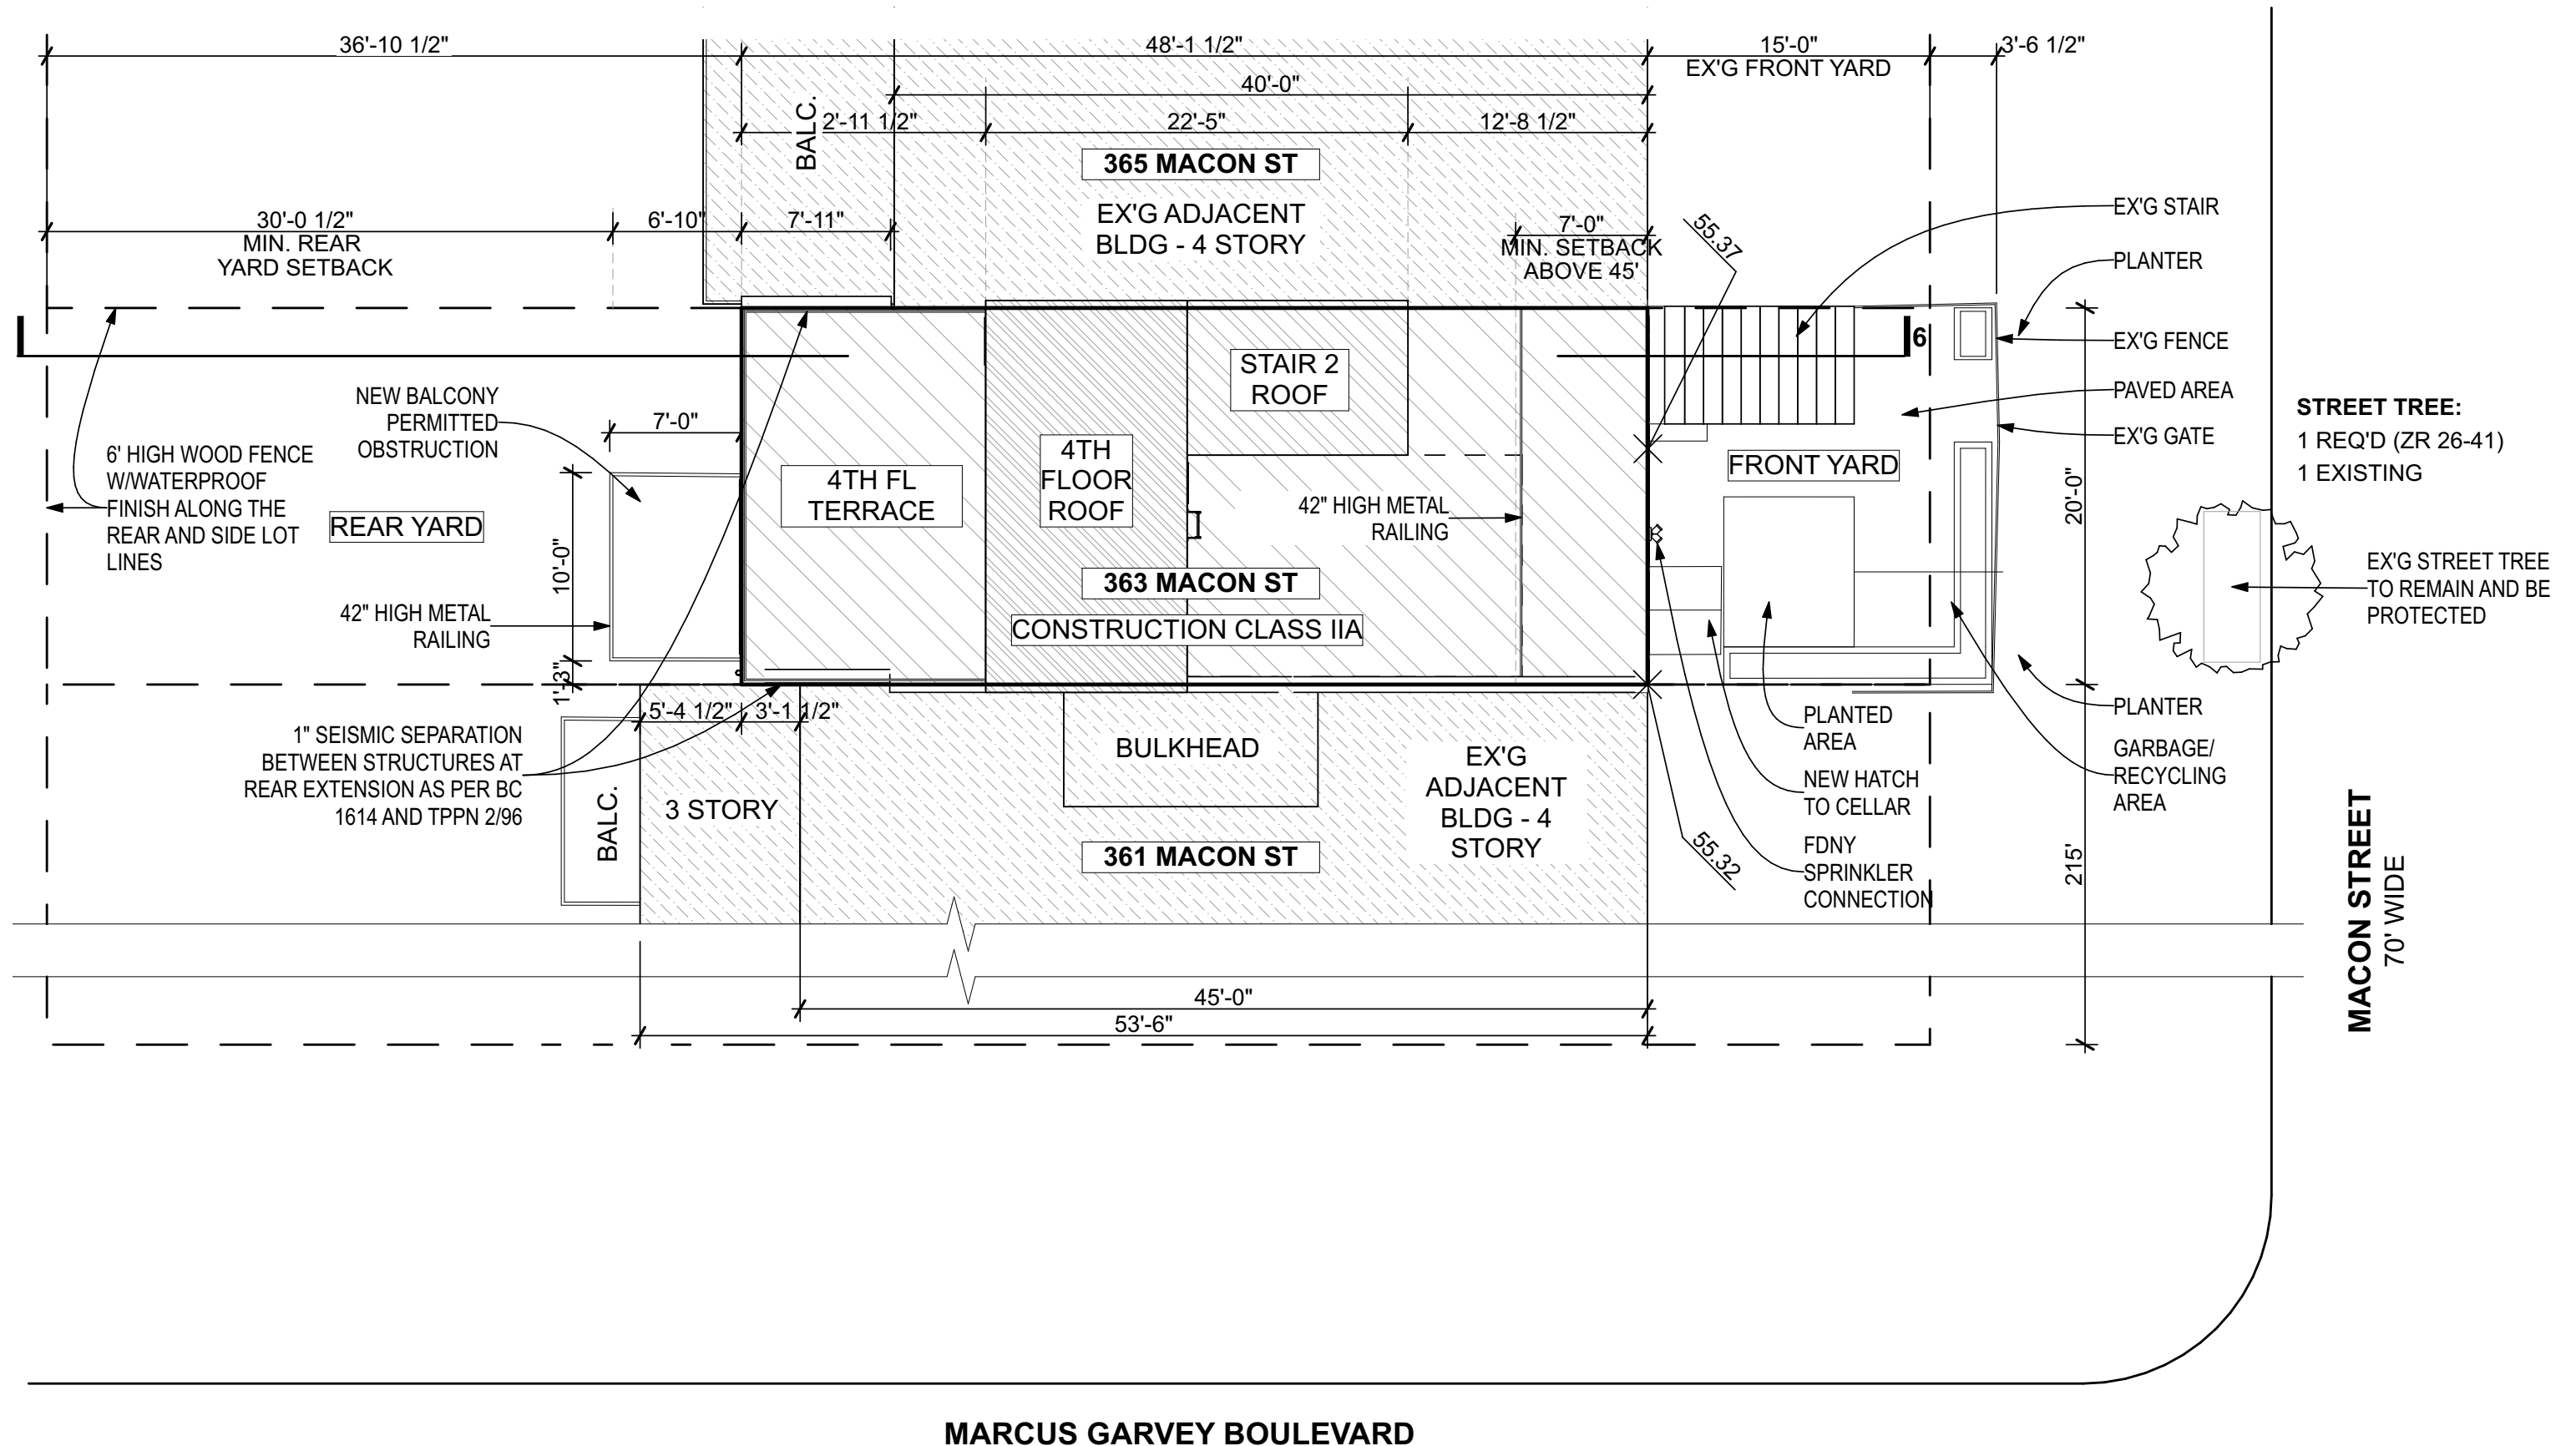 36'-10 1/2"
48'-1 1/2"
15'-0"
EX'G FRONT YARD
3'-6 1/2"
40'-0"
2'-11 1/2"
22'-5"
12'-8 1/2"
BALC.
365 MACON ST
EX'G ADJACENT
BLDG - 4 STORY
30'-0 1/2"
MIN. REAR
YARD SETBACK
6'-10"
7'-11"
7'-0"
MIN. SETBACK
ABOVE 45'
55.37
EX'G STAIR
PLANTER
EX'G FENCE
PAVED AREA
EX'G GATE
6
STREET TREE:
1 REQ'D (ZR 26-41)
1 EXISTING
NEW BALCONY
PERMITTED
OBSTRUCTION
7'-0"
6' HIGH WOOD FENCE
W/WATERPROOF
FINISH ALONG THE
REAR AND SIDE LOT
LINES
REAR YARD
10'-0"
1'-3"
42" HIGH METAL
RAILING
4TH FL
TERRACE
4TH
FLOOR
ROOF
STAIR 2
ROOF
42" HIGH METAL
RAILING
363 MACON ST
CONSTRUCTION CLASS IIA
FRONT YARD
20'-0"
EX'G STREET TREE
TO REMAIN AND BE
PROTECTED
5'-4 1/2"
3'-1 1/2"
1" SEISMIC SEPARATION
BETWEEN STRUCTURES AT
REAR EXTENSION AS PER BC
1614 AND TPPN 2/96
BALC.
3 STORY
BULKHEAD
EX'G
ADJACENT
BLDG - 4
STORY
361 MACON ST
55.32
PLANTED
AREA
NEW HATCH
TO CELLAR
FDNY
SPRINKLER
CONNECTION
PLANTER
GARBAGE/
RECYCLING
AREA
215'
MACON STREET
70' WIDE
45'-0"
53'-6"
MARCUS GARVEY BOULEVARD